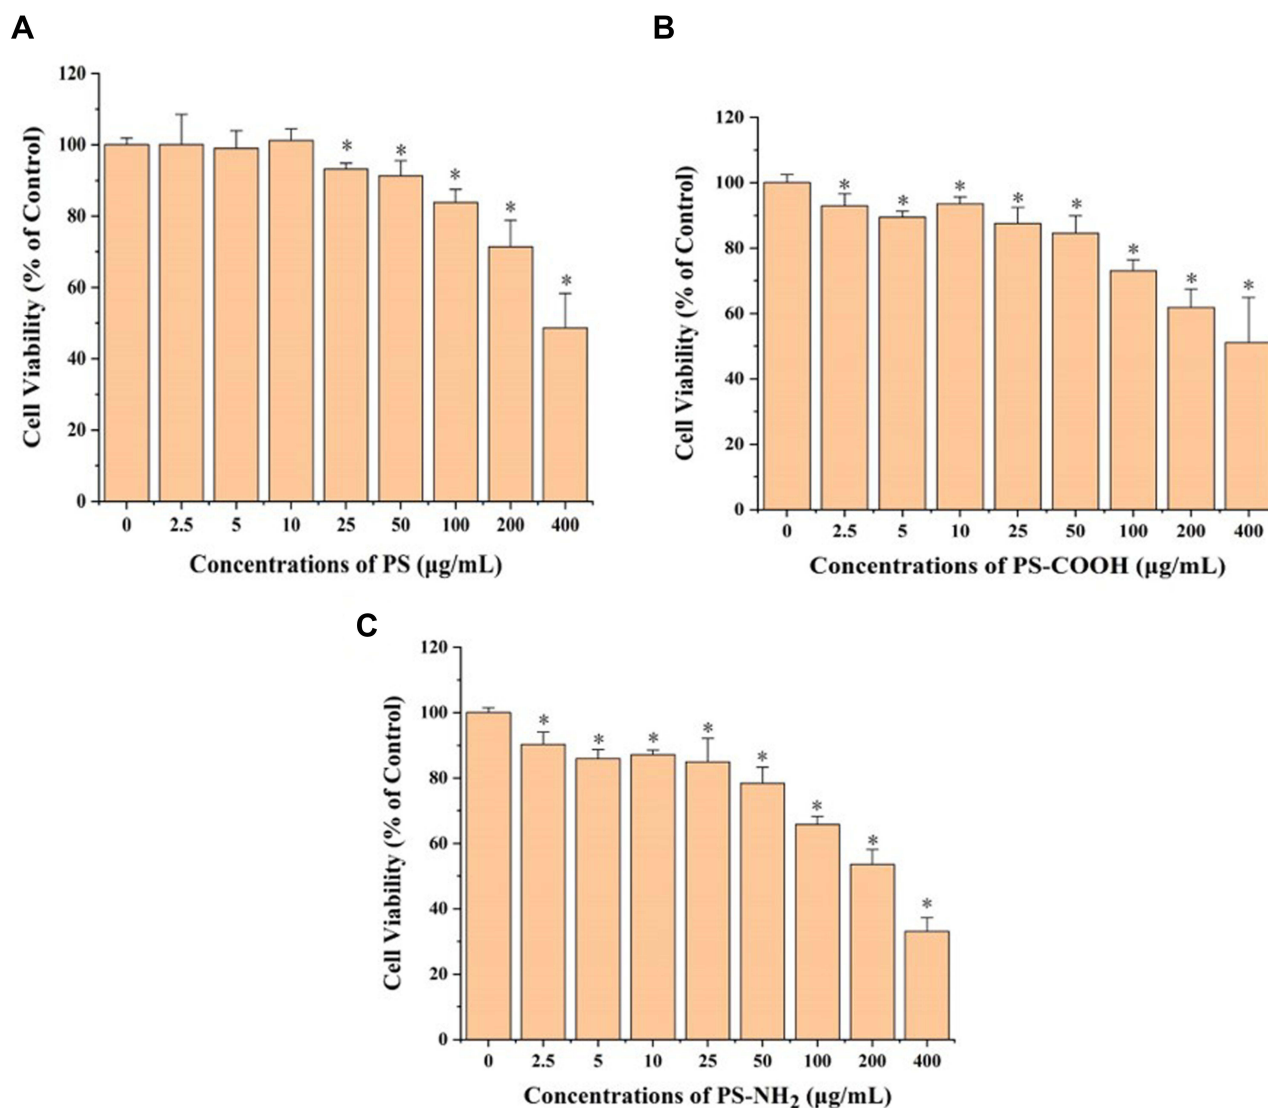 A
120
100
80
60
40
20
0
Cell Viability (% of Control)
* * * * *
0 2.5 5 10 25 50 100 200 400
Concentrations of PS (μg/mL)
B
120
100
80
60
40
20
0
Cell Viability (% of Control)
* * * * * * * *
0 2.5 5 10 25 50 100 200 400
Concentrations of PS-COOH (μg/mL)
C
120
100
80
60
40
20
0
Cell Viability (% of Control)
* * * * * * * *
0 2.5 5 10 25 50 100 200 400
Concentrations of PS-NH₂ (μg/mL)